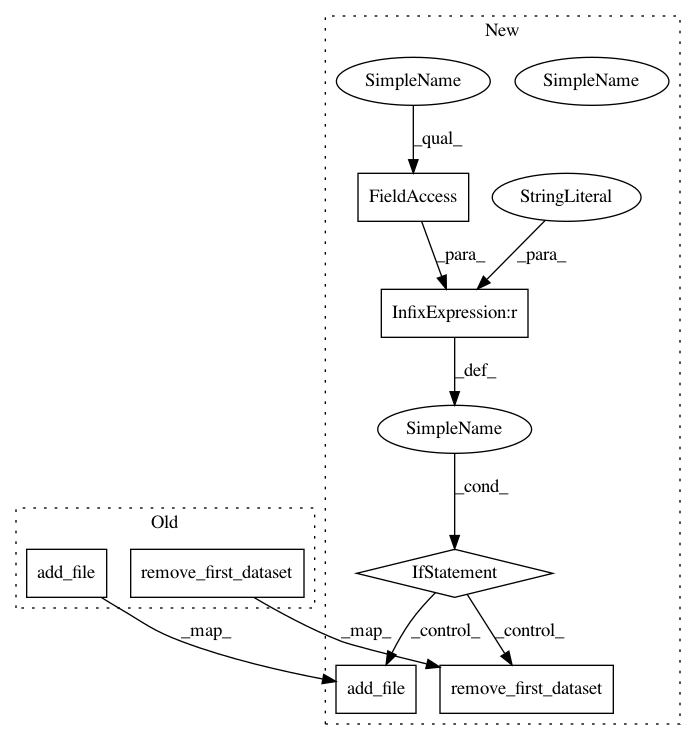 New
SimpleName
SimpleName
_qual_
FieldAccess
StringLiteral
_para_
_para_
InfixExpression:r
_def_
SimpleName
_cond_
Old
add_file
remove_first_dataset
IfStatement
_map_
_map_
_control_
_control_
add_file
remove_first_dataset